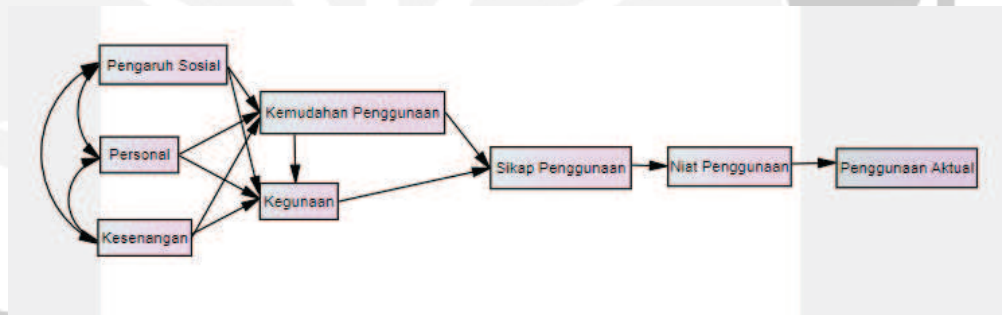 Pengaruh Sosial
Kemudahan Penggunaan
Personal
Sikap Penggunaan
Niat Penggunaan
Penggunaan Aktual
Kegunaan
Kesenangan